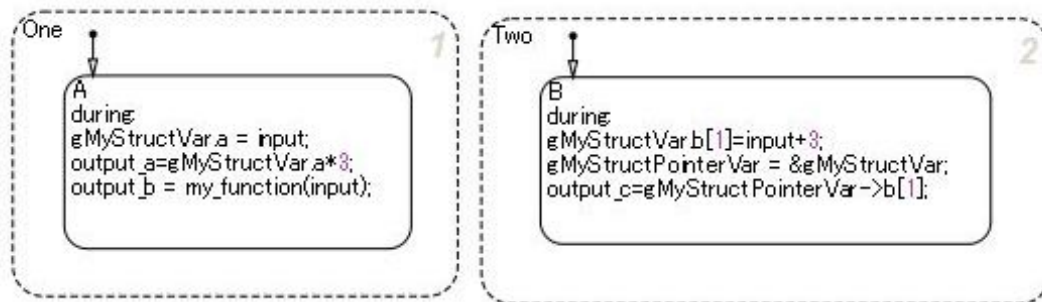 One
1
A
during:
gMyStructVar.a = input;
output_a=gMyStructVar.a*3;
output_b = my_function(input);
Two
2
B
during:
gMyStructVar.b[1]=input+3;
gMyStructPointerVar = &gMyStructVar;
output_c=gMyStructPointerVar->b[1];